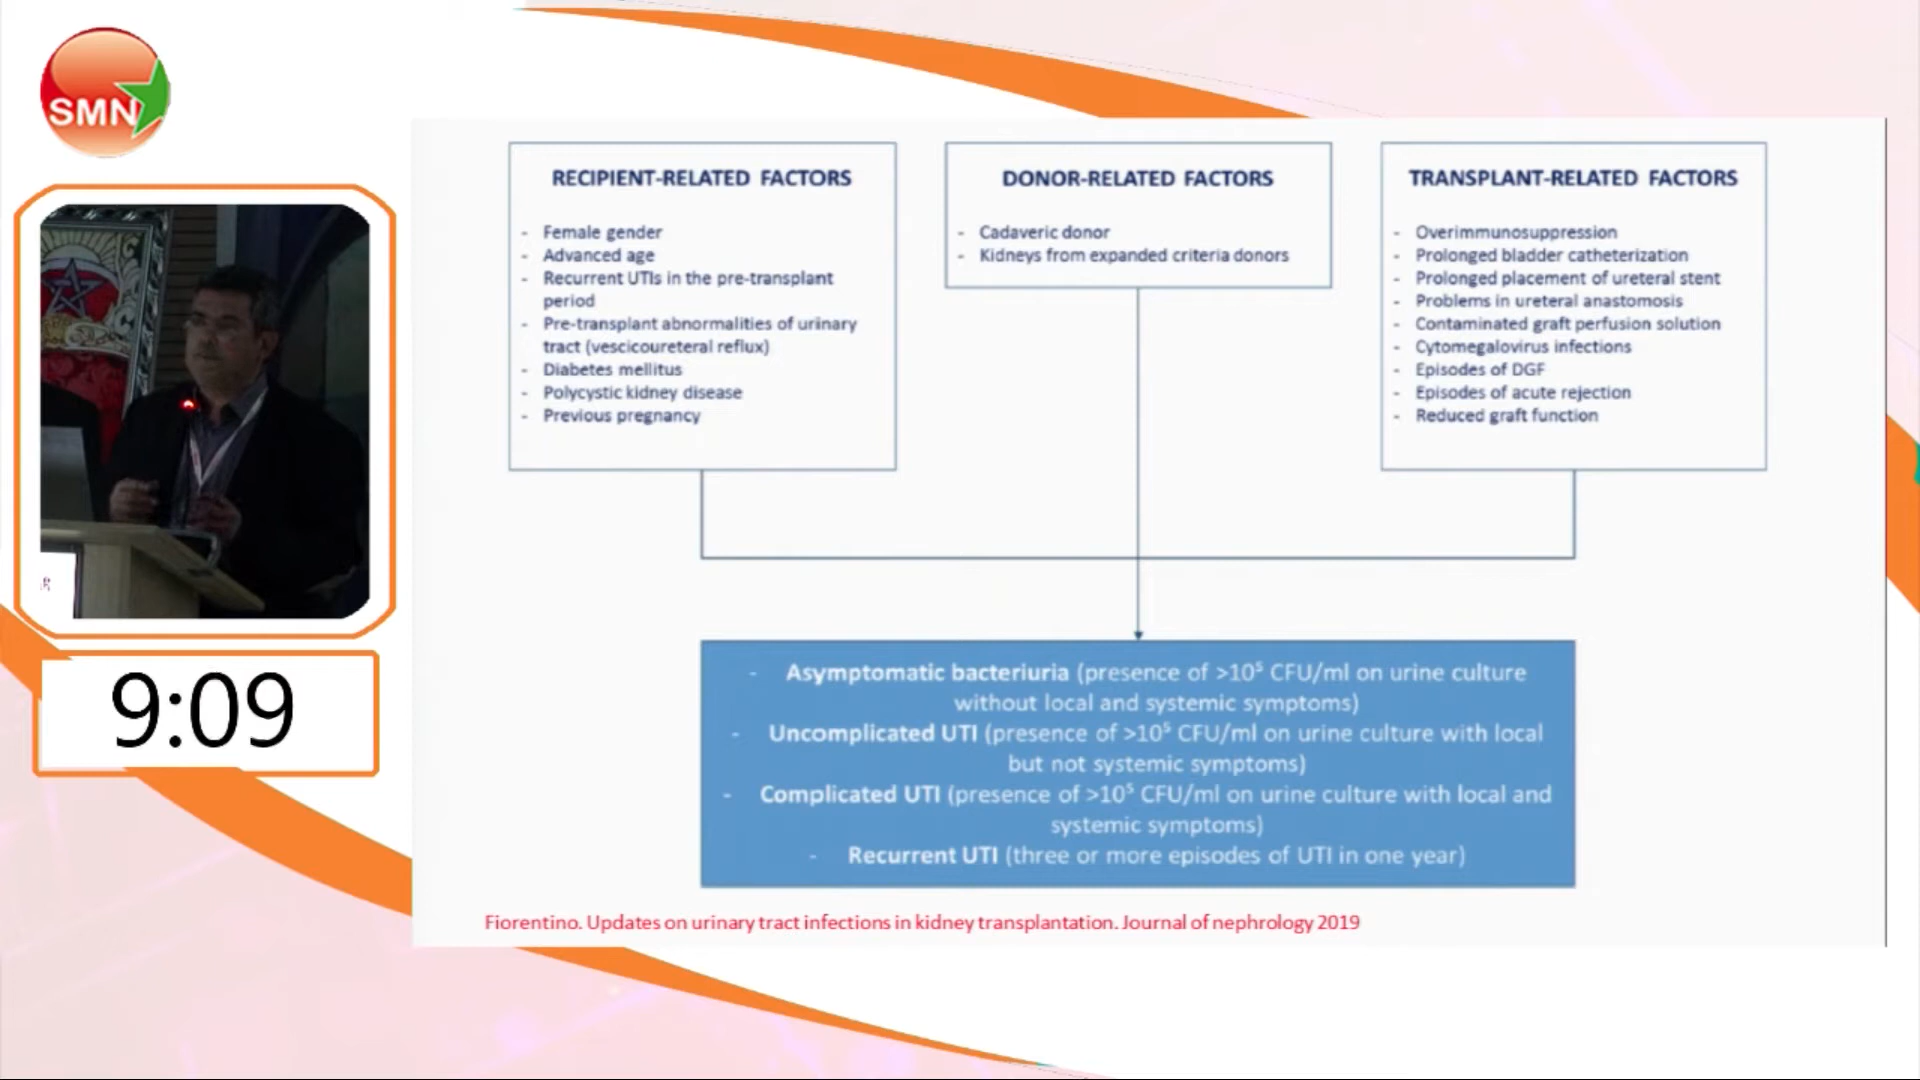 SMN
9:09
RECIPIENT-RELATED FACTORS
- Female gender
- Advanced age
- Recurrent UTIs in the pre-transplant
period
- Pre-transplant abnormalities of urinary
tract (vescicoureteral reflux)
- Diabetes mellitus
- Polycystic kidney disease
- Previous pregnancy
DONOR-RELATED FACTORS
- Cadaveric donor
- Kidneys from expanded criteria donors
TRANSPLANT-RELATED FACTORS
- Overimmunosuppression
- Prolonged bladder catheterization
- Prolonged placement of ureteral stent
- Problems in ureteral anastomosis
- Contaminated graft perfusion solution
- Cytomegalovirus infections
- Episodes of DGF
- Episodes of acute rejection
- Reduced graft function
- Asymptomatic bacteriuria (presence of >10⁵ CFU/ml on urine culture
without local and systemic symptoms)
- Uncomplicated UTI (presence of >10⁵ CFU/ml on urine culture with local
but not systemic symptoms)
- Complicated UTI (presence of >10⁵ CFU/ml on urine culture with local and
systemic symptoms)
- Recurrent UTI (three or more episodes of UTI in one year)
Fiorentino. Updates on urinary tract infections in kidney transplantation. Journal of nephrology 2019